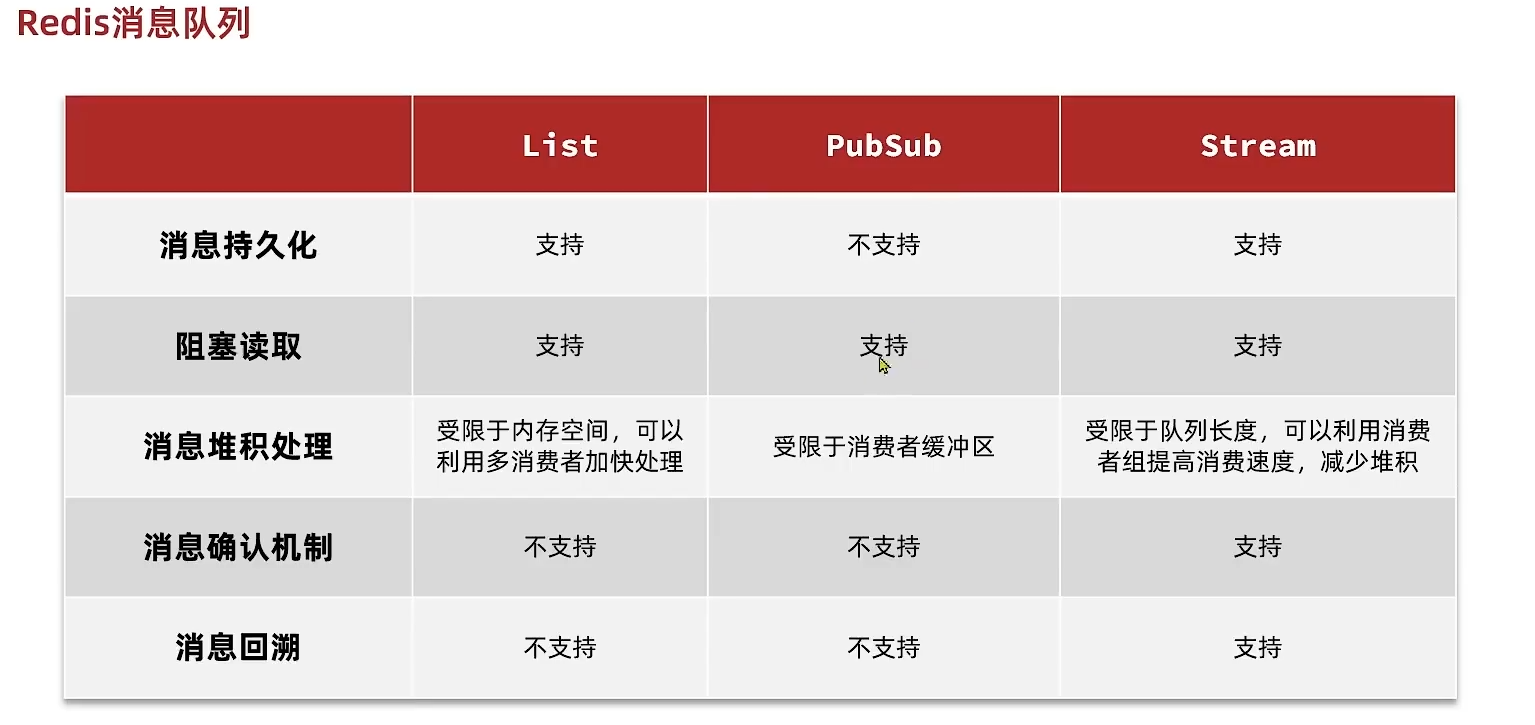 Redis消息队列
List PubSub Stream
消息持久化 支持 不支持 支持
阻塞读取 支持 支持 支持
消息堆积处理 受限于内存空间，可以 受限于消费者缓冲区 受限于队列长度，可以利用消费
利用多消费者加快处理 者组提高消费速度，减少堆积
消息确认机制 不支持 不支持 支持
消息回溯 不支持 不支持 支持